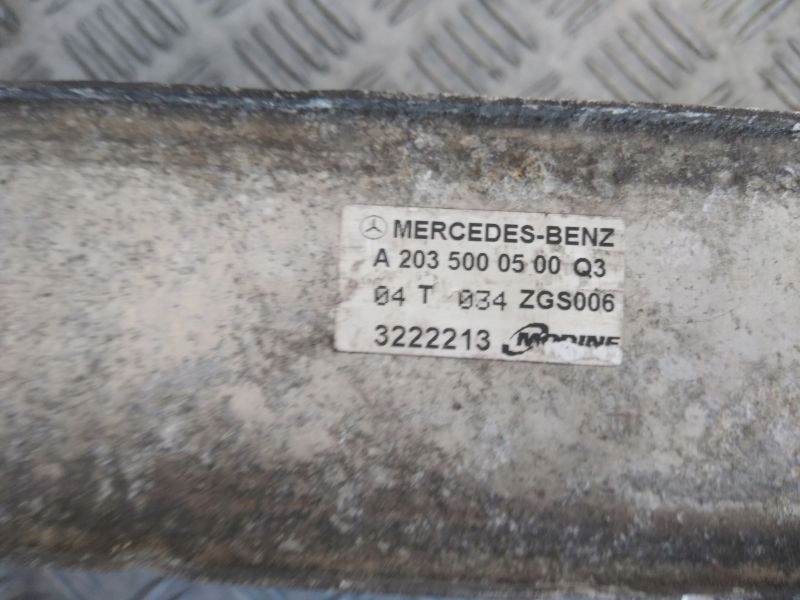 MERCEDES-BENZ
A 203 500 05 00 Q3
04 T 034 ZGS006
3222213 MODINE